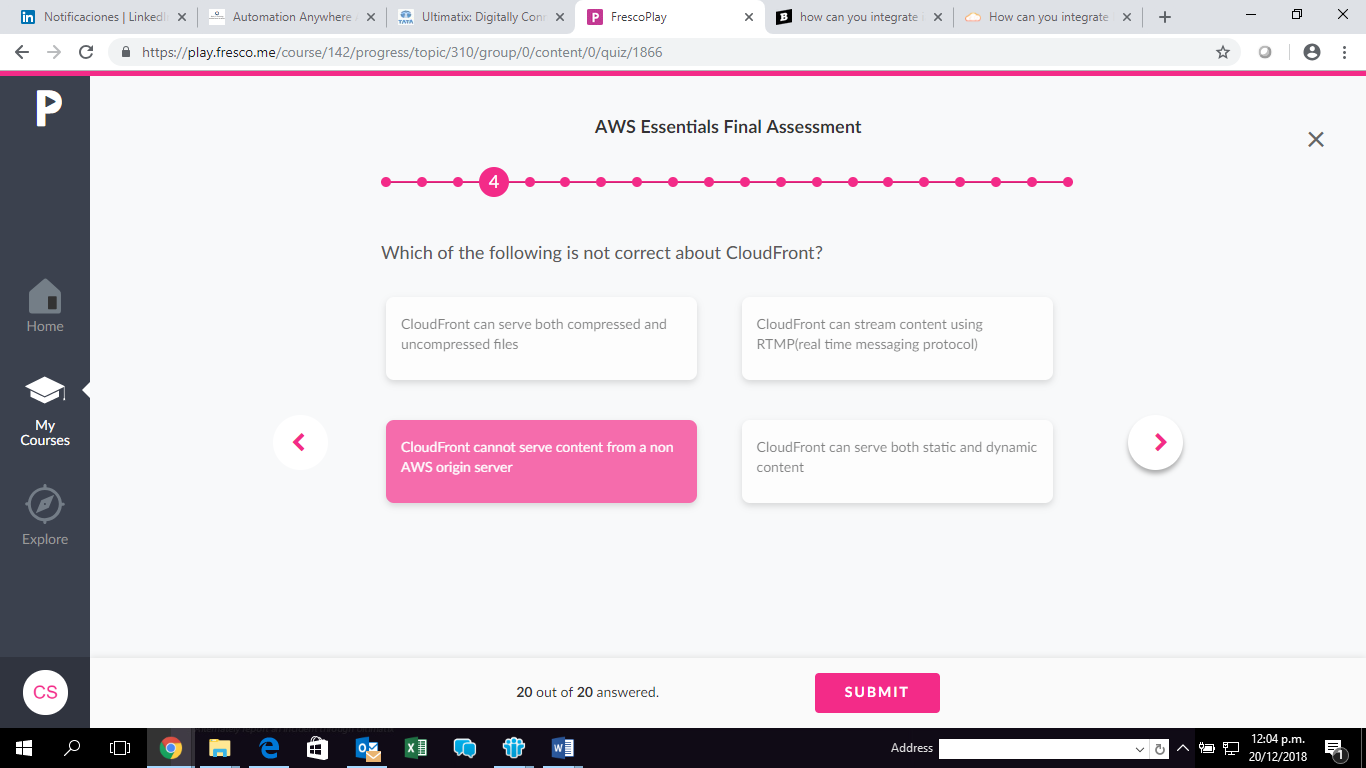 Notificaciones | LinkedI
Automation Anywhere
Ultimatix: Digitally Conn
FrescoPlay
how can you integrate
How can you integrate
https://play.fresco.me/course/142/progress/topic/310/group/0/content/0/quiz/1866
P
AWS Essentials Final Assessment
4
Which of the following is not correct about CloudFront?
CloudFront can serve both compressed and
uncompressed files
CloudFront can stream content using
RTMP(real time messaging protocol)
CloudFront cannot serve content from a non
AWS origin server
CloudFront can serve both static and dynamic
content
Home
My
Courses
Explore
CS
20 out of 20 answered.
SUBMIT
Address
12:04 p.m.
20/12/2018
1